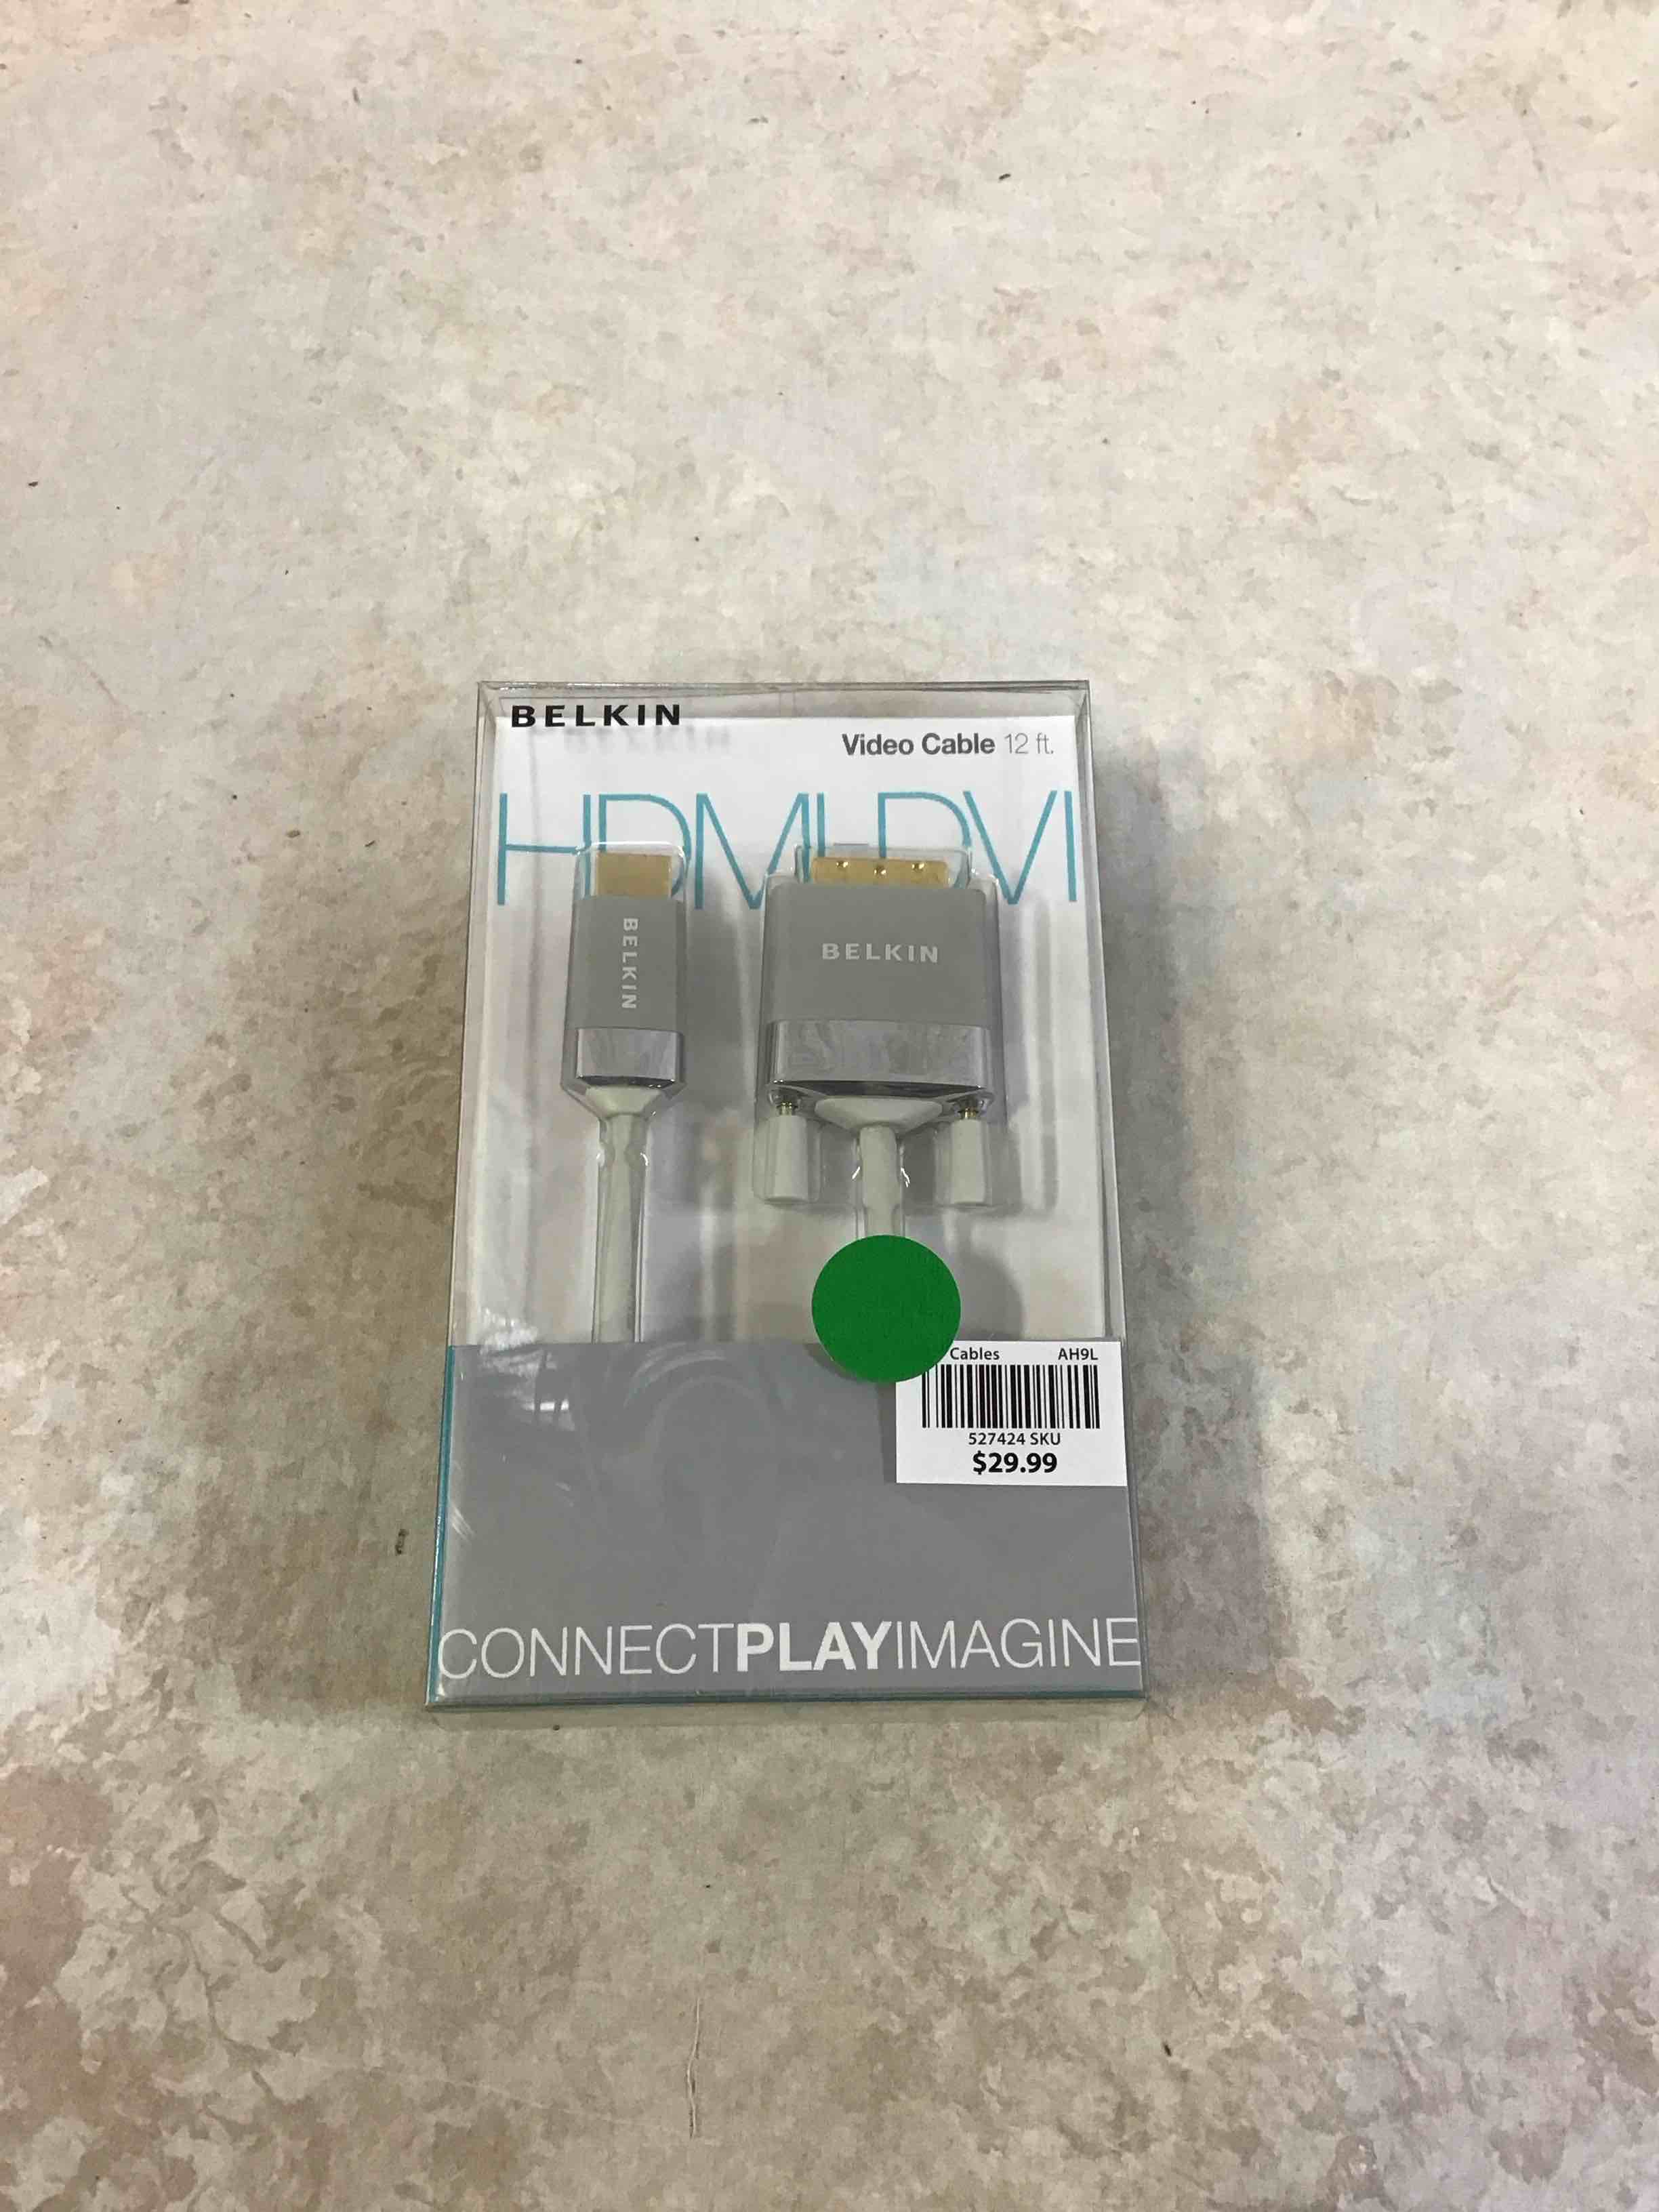 BELKIN
Video Cable 12 ft.
HDMI DVI
BELKIN
BELKIN
Cables AH9L
527424 SKU
$29.99
CONNECTPLAYIMAGINE